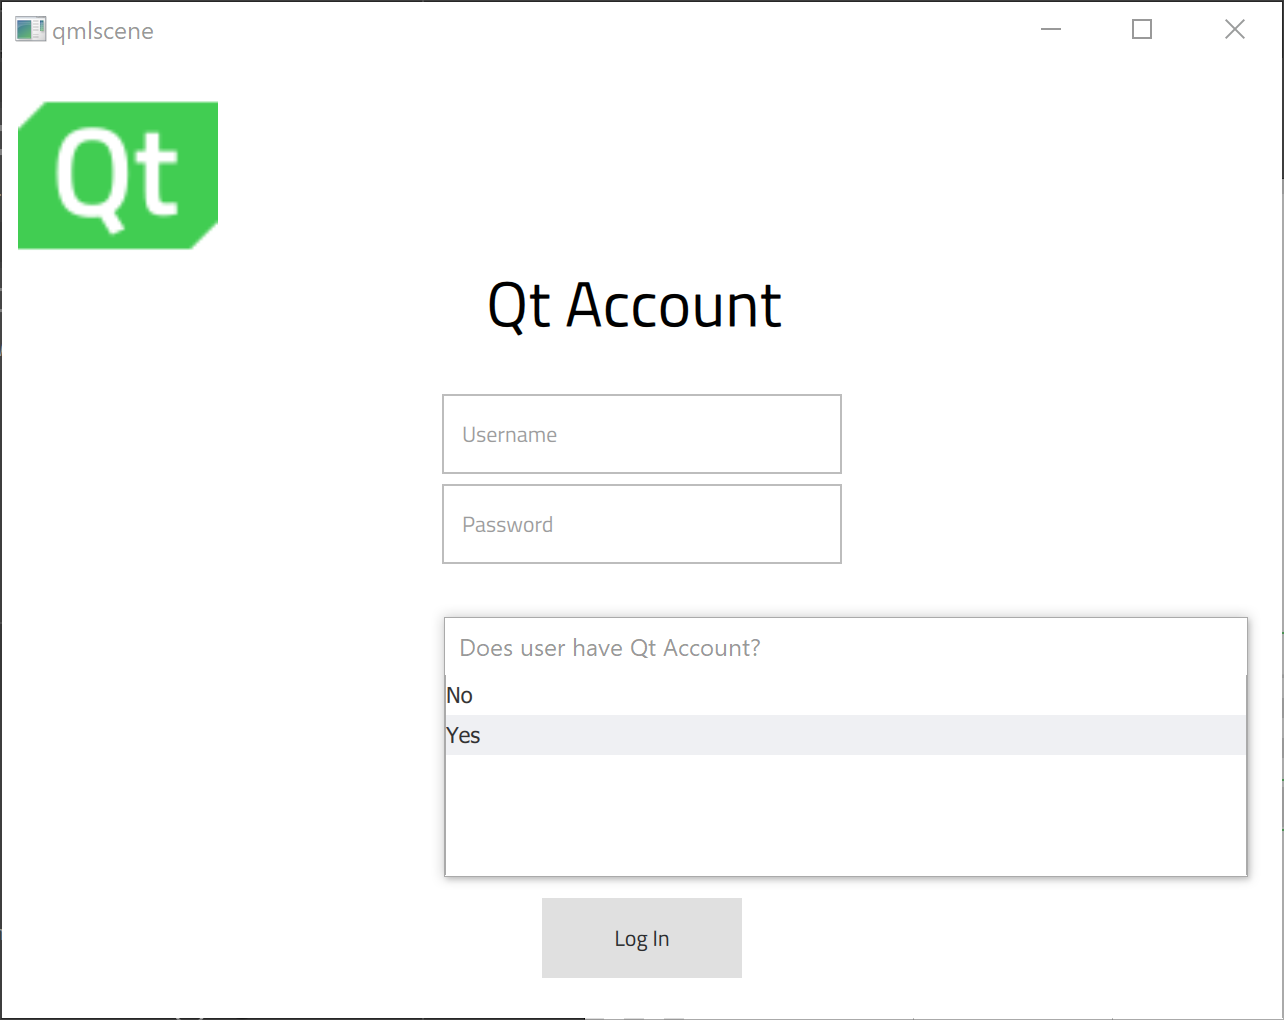 qmlscene
Qt
Qt Account
Username
Password
Does user have Qt Account?
No
Yes
Log In